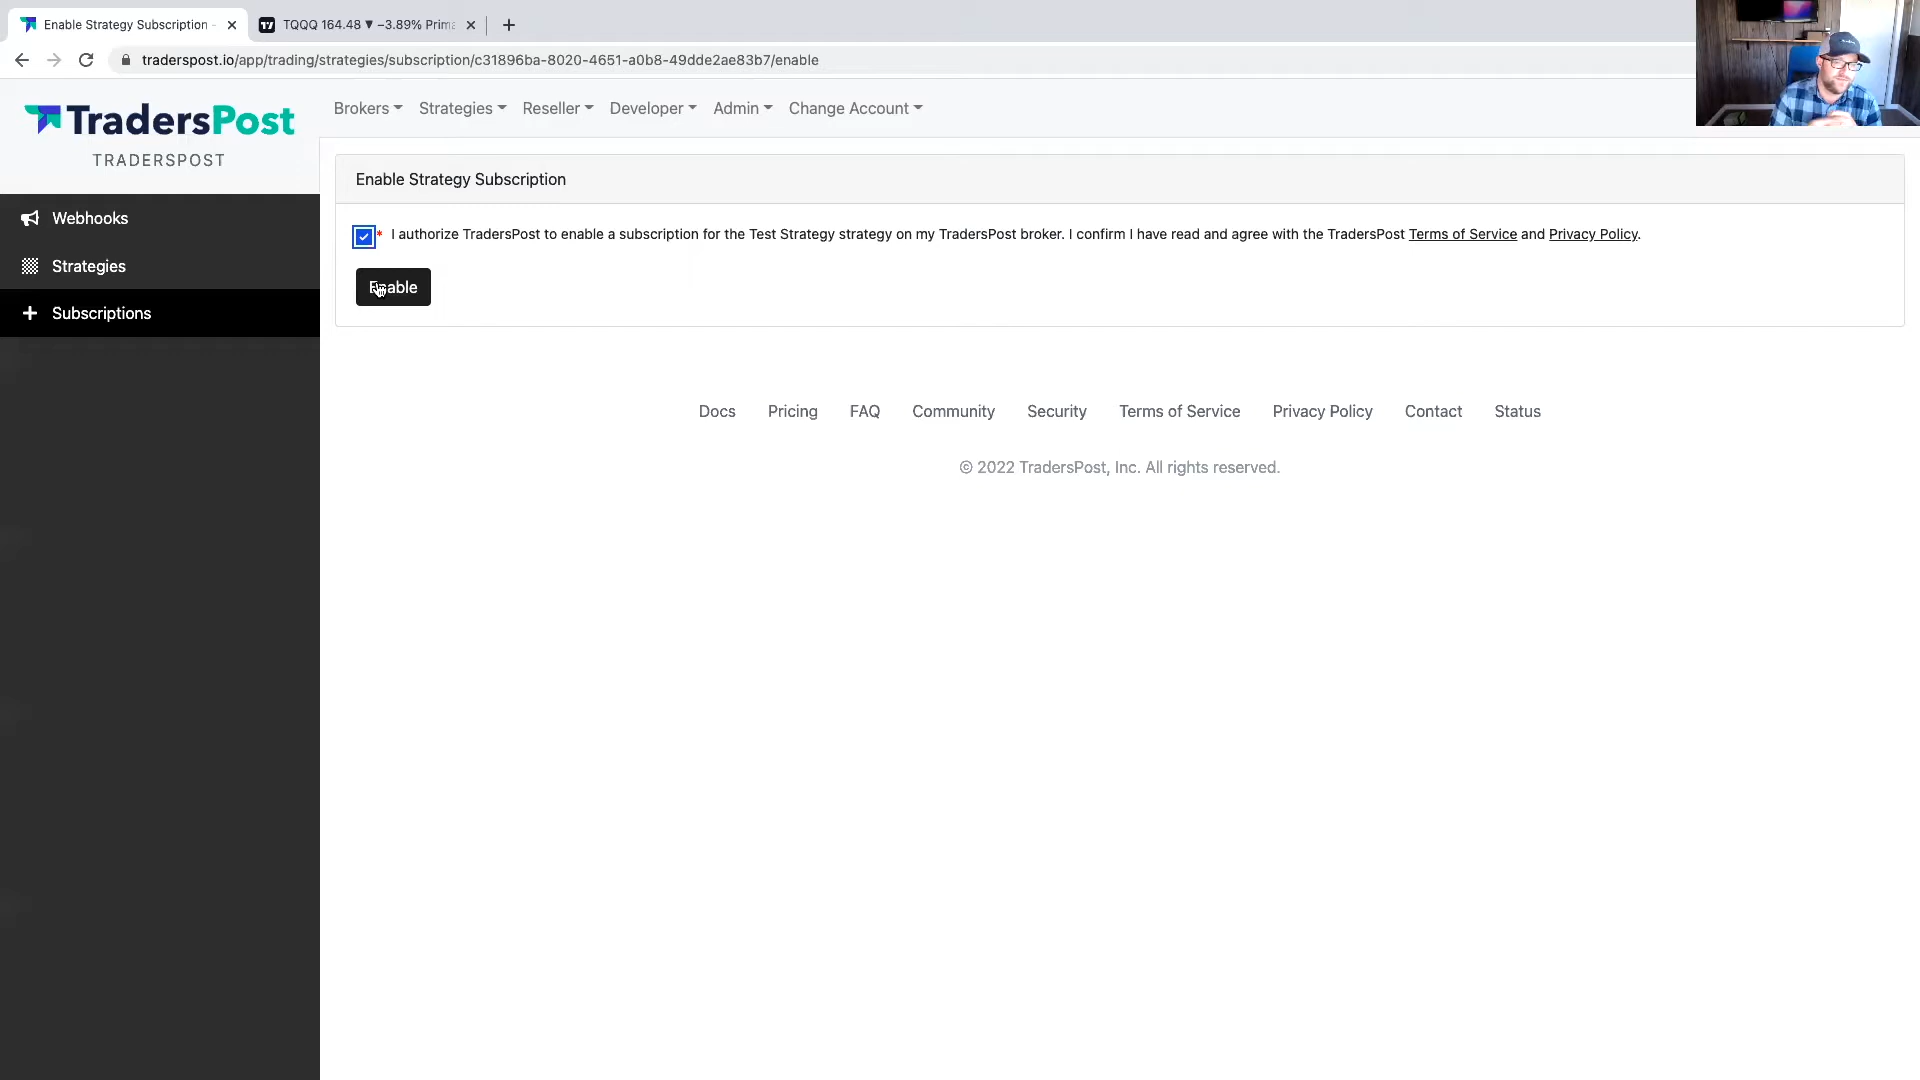 Enable Strategy Subscription -
TQQQ 164.48 ▼ −3.89% Prim
traderspost.io/app/trading/strategies/subscription/c31896ba-8020-4651-a0b8-49dde2ae83b7/enable
TradersPost
TRADERSPOST
Brokers
Strategies
Reseller
Developer
Admin
Change Account
Webhooks
Strategies
Subscriptions
Enable Strategy Subscription
* I authorize TradersPost to enable a subscription for the Test Strategy strategy on my TradersPost broker. I confirm I have read and agree with the TradersPost Terms of Service and Privacy Policy.
Enable
Docs
Pricing
FAQ
Community
Security
Terms of Service
Privacy Policy
Contact
Status
© 2022 TradersPost, Inc. All rights reserved.